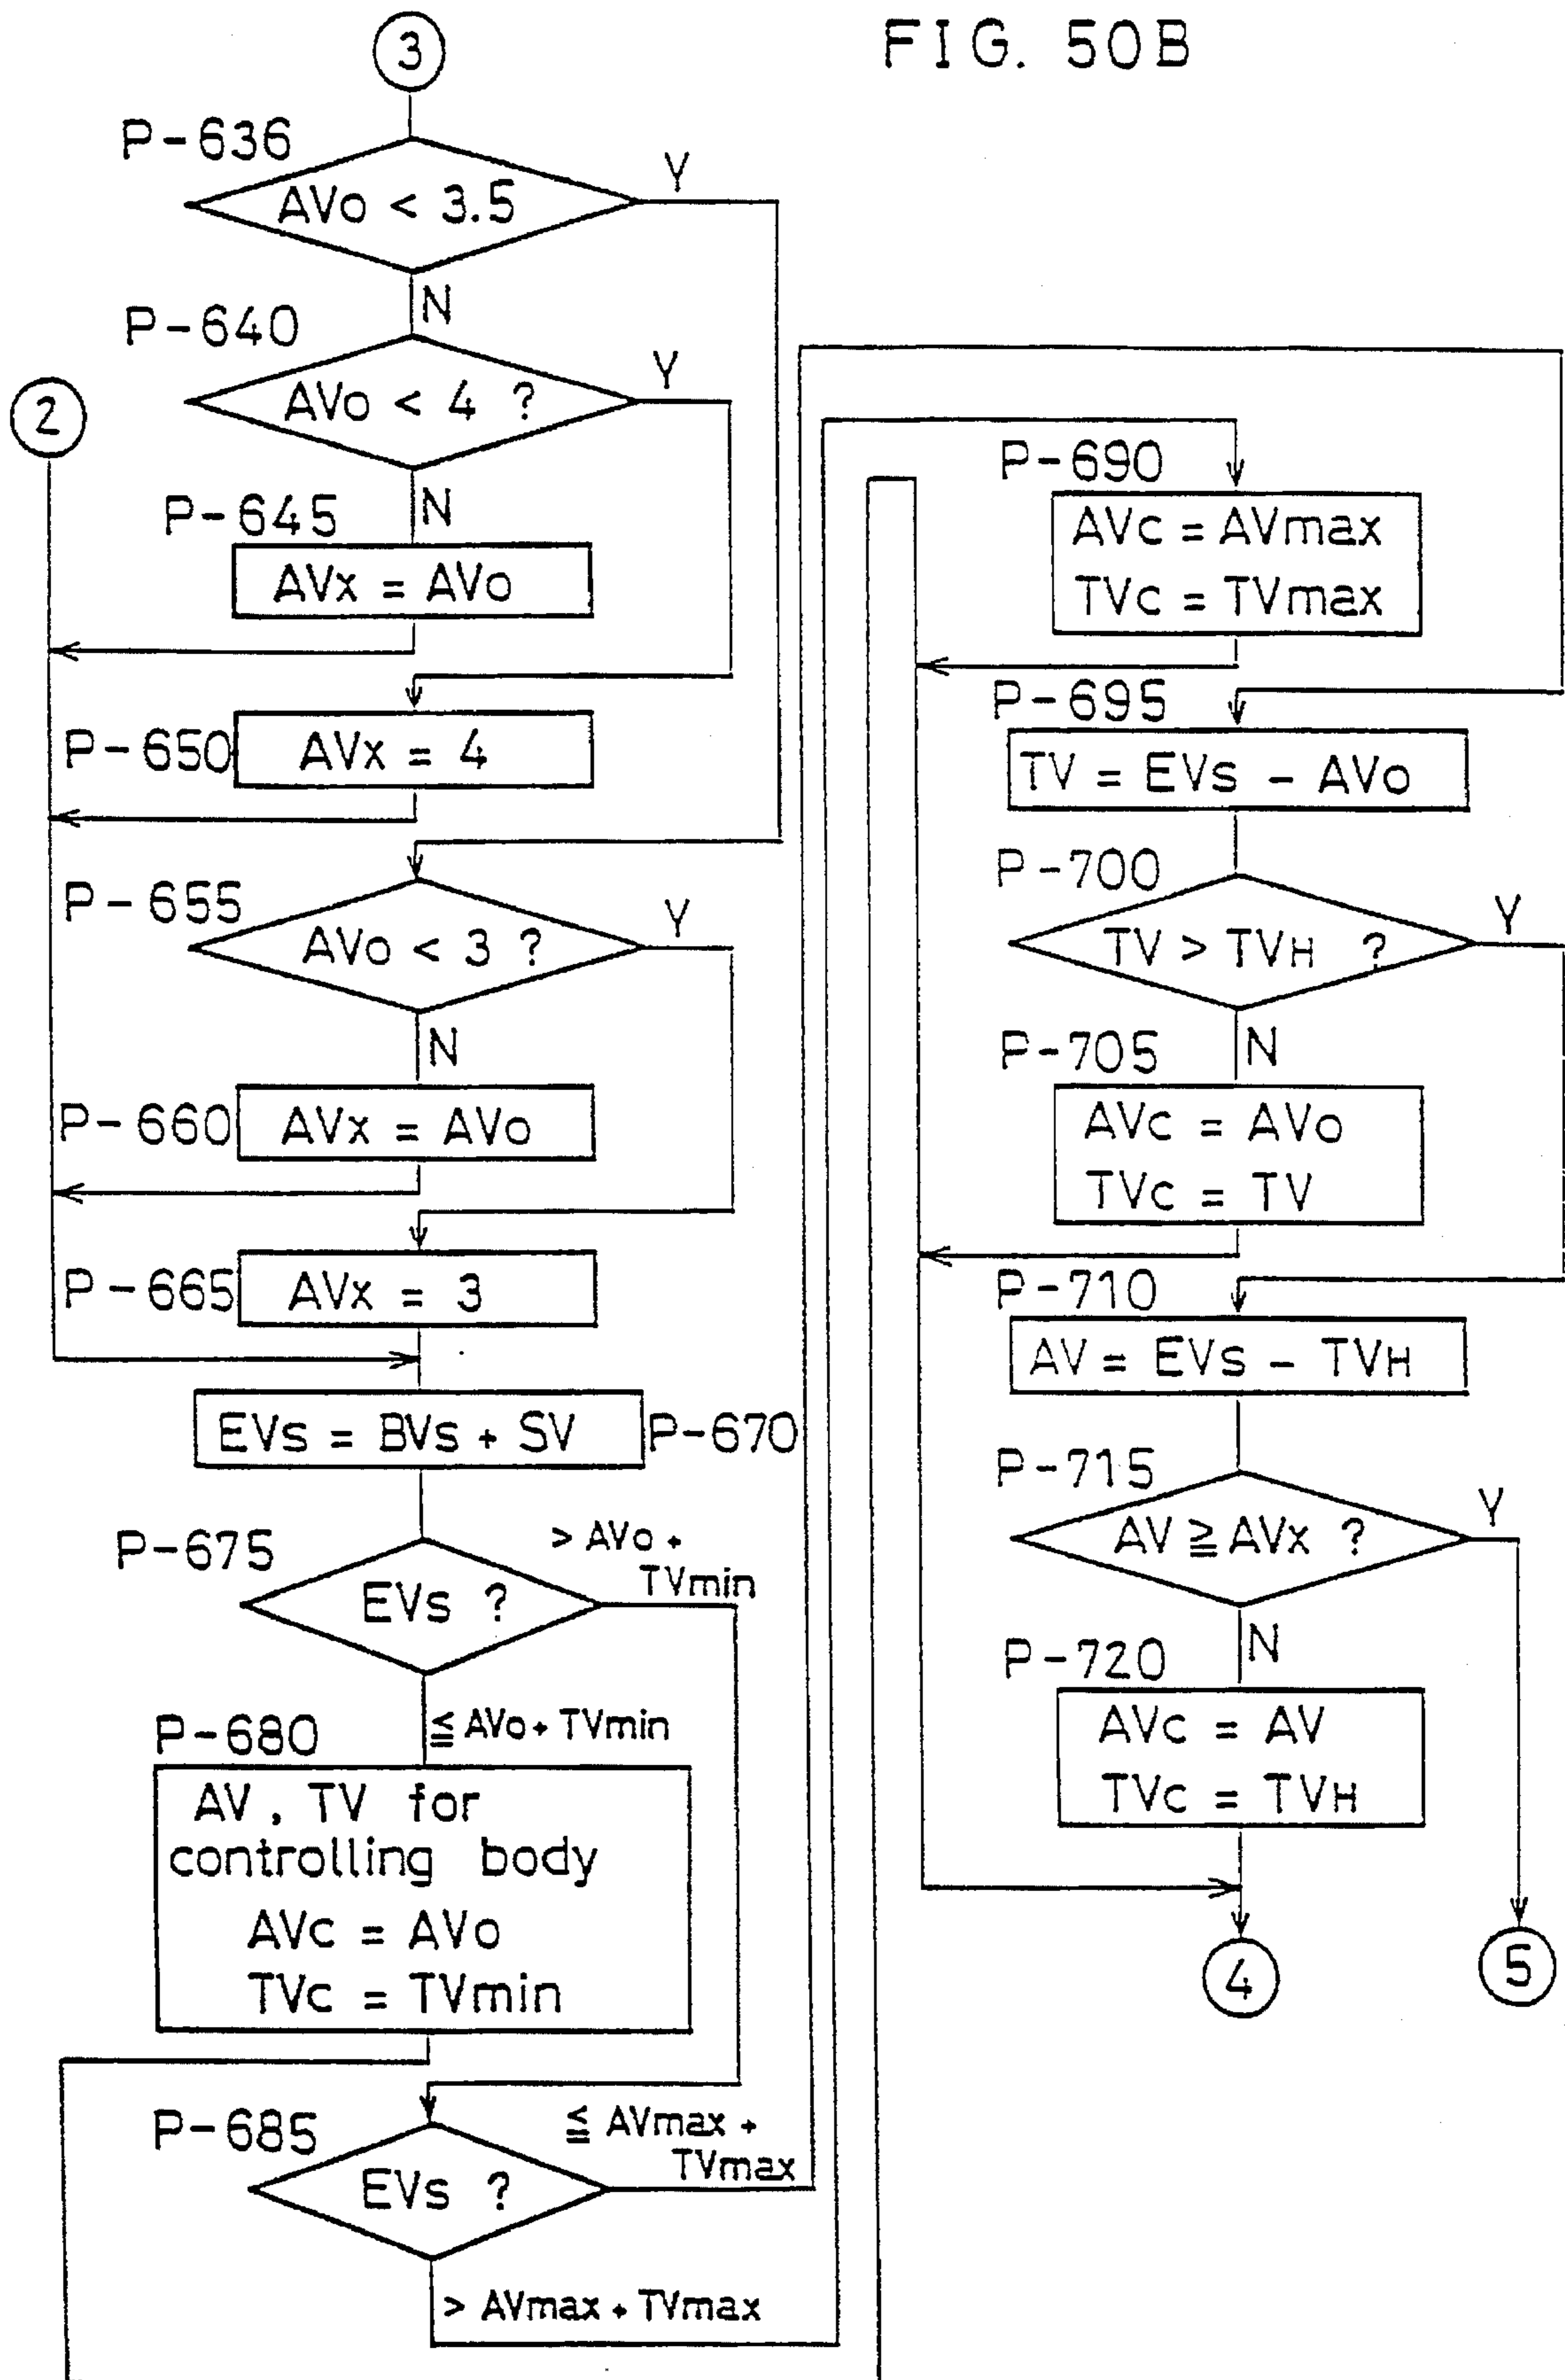 FIG. 50B
3
P-636
AVo < 3.5
Y
N
P-640
AVo < 4 ?
Y
2
N
P-645
AVx = AVo
P-650
AVx = 4
P-655
AVo < 3 ?
Y
N
P-660
AVx = AVo
P-665
AVx = 3
EVs = BVs + SV
P-670
P-675
EVs ?
> AVo +
TVmin
≦ AVo + TVmin
P-680
AV, TV for
controlling body
AVc = AVo
TVc = TVmin
P-685
EVs ?
≦ AVmax +
TVmax
> AVmax + TVmax
P-690
AVc = AVmax
TVc = TVmax
P-695
TV = EVs - AVo
P-700
TV > TVH ?
Y
N
P-705
AVc = AVo
TVc = TV
P-710
AV = EVs - TVH
P-715
AV ≧ AVx ?
Y
N
P-720
AVc = AV
TVc = TVH
4
5